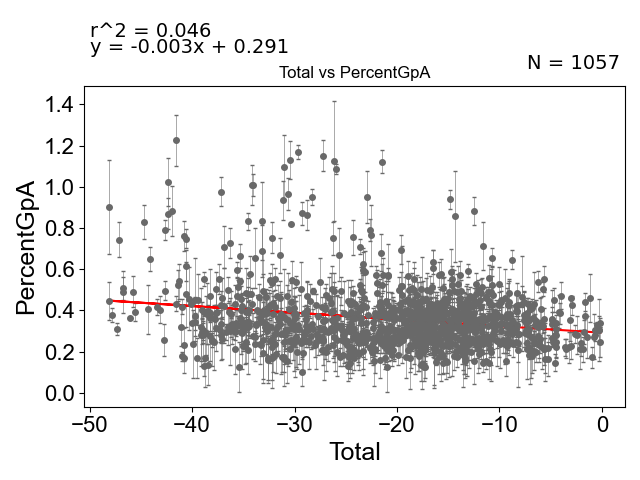 r^2 = 0.046
y = -0.003x + 0.291
N = 1057
Total vs PercentGpA
PercentGpA
1.4
1.2
1.0
0.8
0.6
0.4
0.2
0.0
−50 −40 −30 −20 −10 0
Total